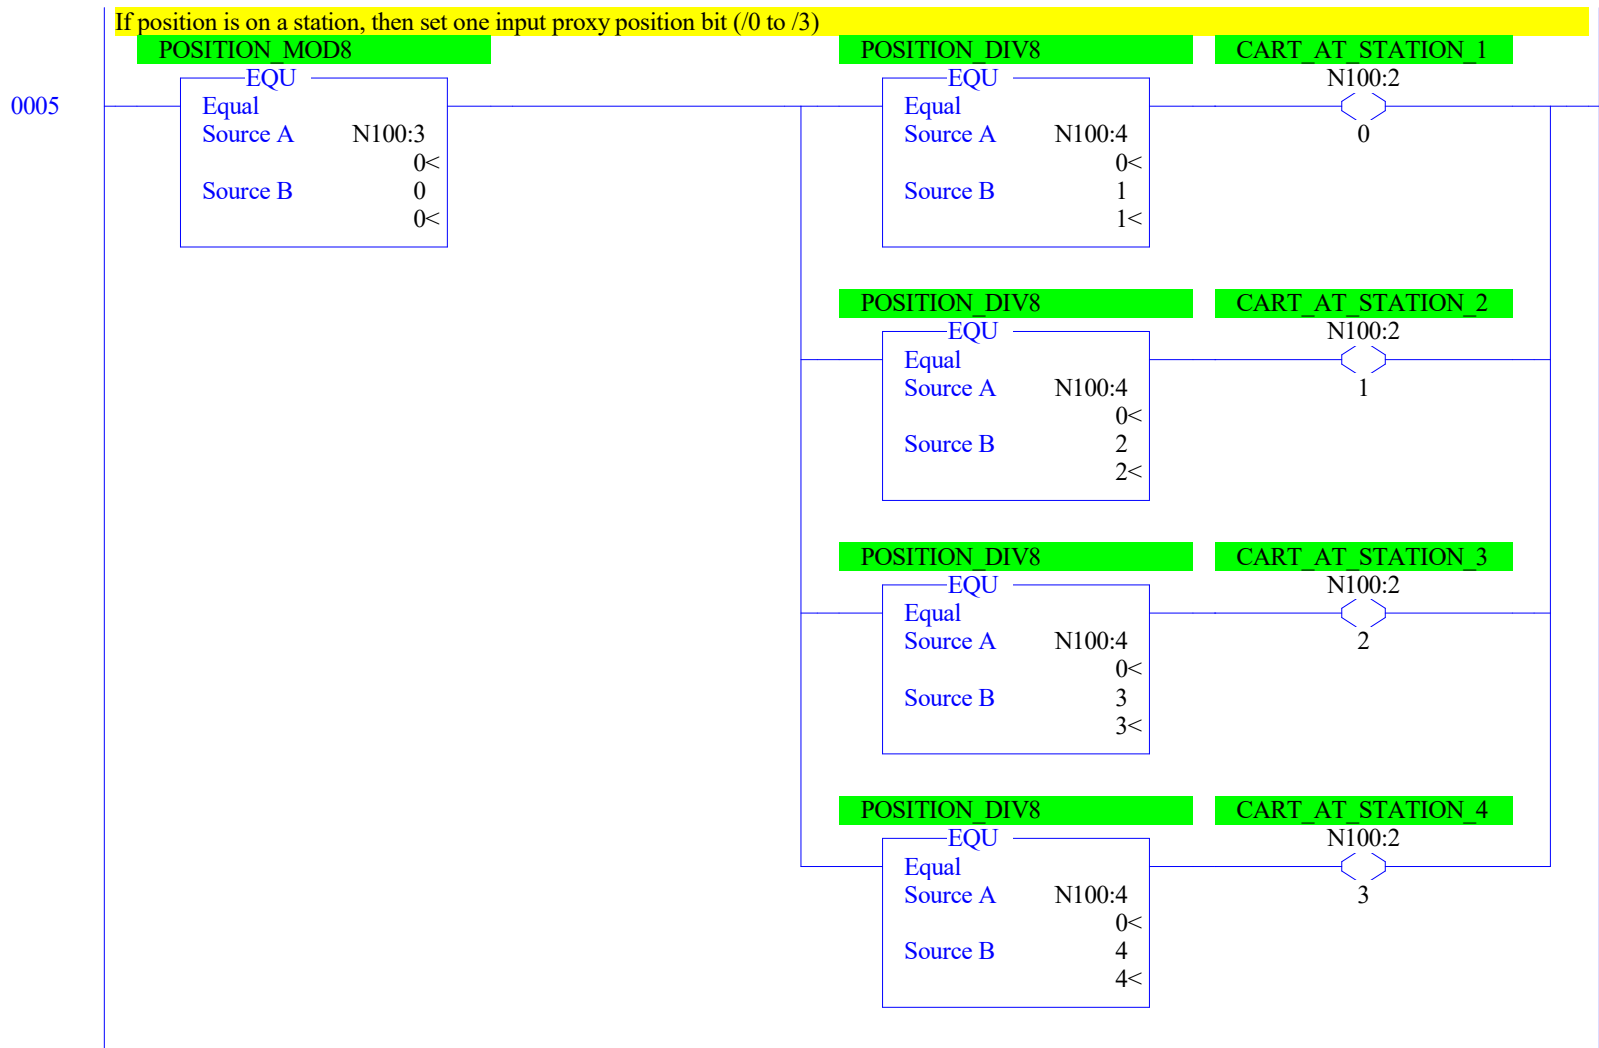 If position is on a station, then set one input proxy position bit (/0 to /3)
POSITION_MOD8 POSITION_DIV8 CART_AT_STATION_1
EQU EQU N100:2
0005 Equal Equal
Source A N100:3 Source A N100:4 0
0< 0<
Source B 0 Source B 1
0< 1<
POSITION_DIV8 CART_AT_STATION_2
EQU N100:2
Equal
Source A N100:4 1
0<
Source B 2
2<
POSITION_DIV8 CART_AT_STATION_3
EQU N100:2
Equal
Source A N100:4 2
0<
Source B 3
3<
POSITION_DIV8 CART_AT_STATION_4
EQU N100:2
Equal
Source A N100:4 3
0<
Source B 4
4<